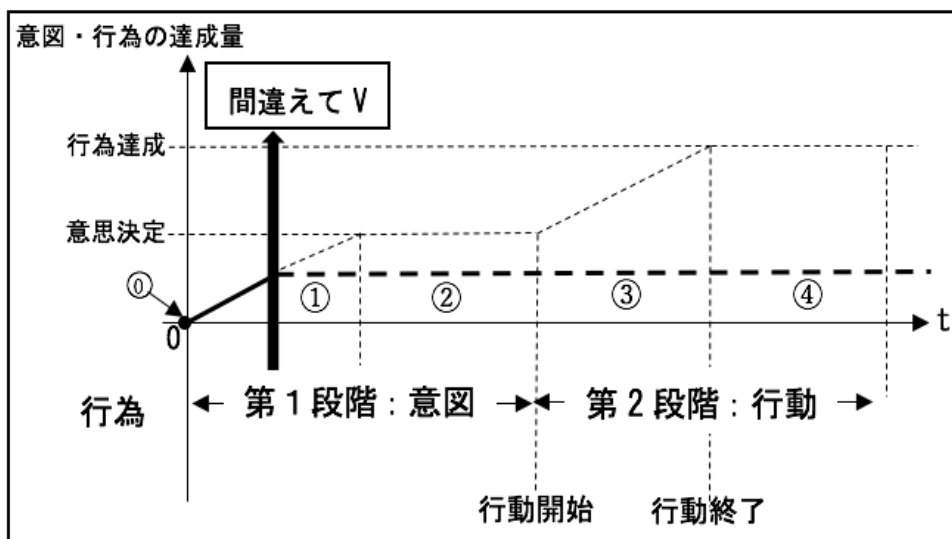 意図・行為の達成量
間違えて V
行為達成
意思決定
⓪
① ② ③ ④
0
t
行為 第1段階：意図 第2段階：行動
行動開始 行動終了